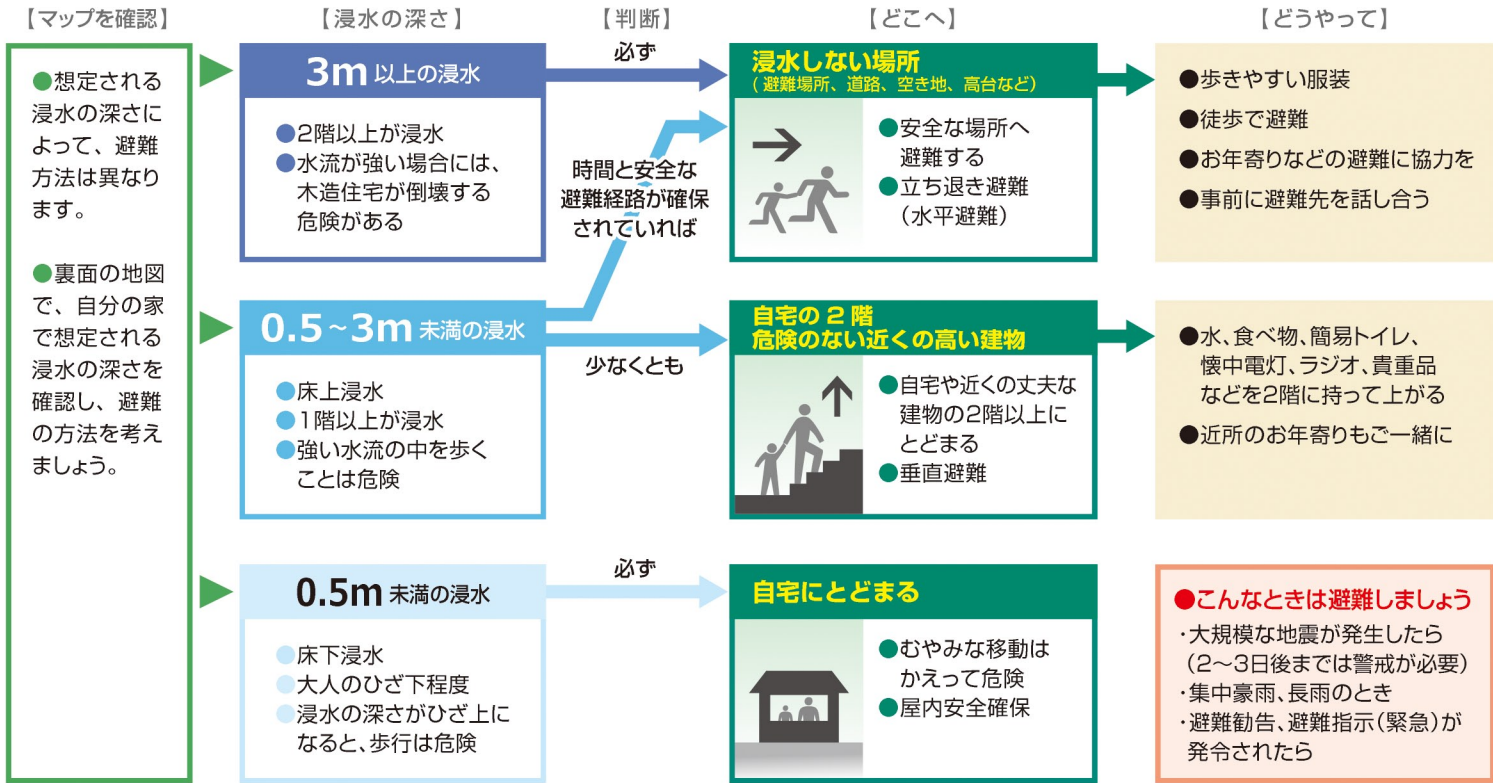 【マップを確認】
【浸水の深さ】
【判断】
【どこへ】
【どうやって】
●想定される
浸水の深さに
よって、避難
方法は異なり
ます。
●裏面の地図
で、自分の家
で想定される
浸水の深さを
確認し、避難
の方法を考え
ましょう。
3m 以上の浸水
●2階以上が浸水
●水流が強い場合には、
木造住宅が倒壊する
危険がある
必ず
浸水しない場所
(避難場所、道路、空き地、高台など)
●安全な場所へ
避難する
●立ち退き避難
(水平避難)
●歩きやすい服装
●徒歩で避難
●お年寄りなどの避難に協力を
●事前に避難先を話し合う
時間と安全な
避難経路が確保
されていれば
0.5~3m 未満の浸水
●床上浸水
●1階以上が浸水
●強い水流の中を歩く
ことは危険
少なくとも
自宅の2階
危険のない近くの高い建物
●自宅や近くの丈夫な
建物の2階以上に
とどまる
●垂直避難
●水、食べ物、簡易トイレ、
懐中電灯、ラジオ、貴重品
などを2階に持って上がる
●近所のお年寄りもご一緒に
0.5m 未満の浸水
●床下浸水
●大人のひざ下程度
●浸水の深さがひざ上に
なると、歩行は危険
必ず
自宅にとどまる
●むやみな移動は
かえって危険
●屋内安全確保
●こんなときは避難しましょう
・大規模な地震が発生したら
(2~3日後までは警戒が必要)
・集中豪雨、長雨のとき
・避難勧告、避難指示(緊急)が
発令されたら